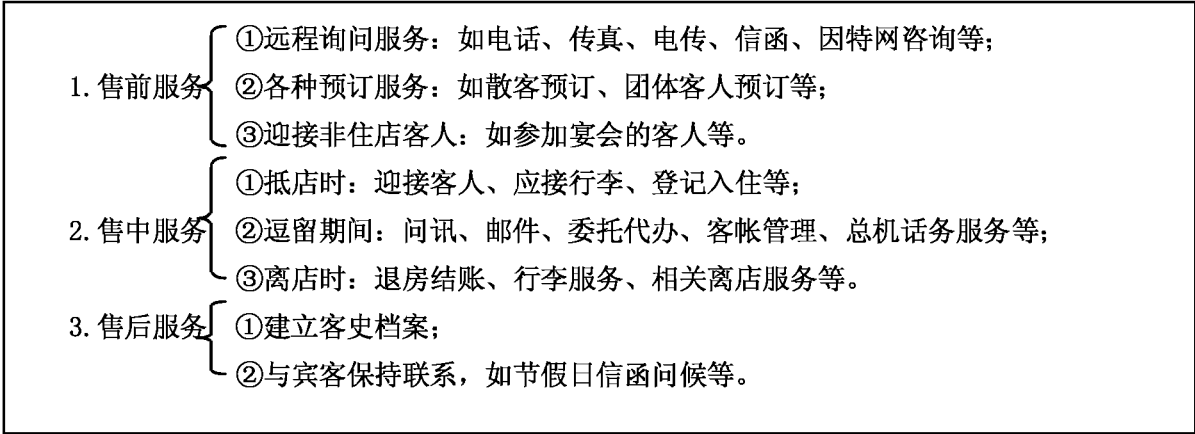 ①远程询问服务：如电话、传真、电传、信函、因特网咨询等；
1. 售前服务 ②各种预订服务：如散客预订、团体客人预订等；
③迎接非住店客人：如参加宴会的客人等。
①抵店时：迎接客人、应接行李、登记入住等；
2. 售中服务 ②逗留期间：问讯、邮件、委托代办、客帐管理、总机话务服务等；
③离店时：退房结账、行李服务、相关离店服务等。
3. 售后服务 ①建立客史档案；
②与宾客保持联系，如节假日信函问候等。